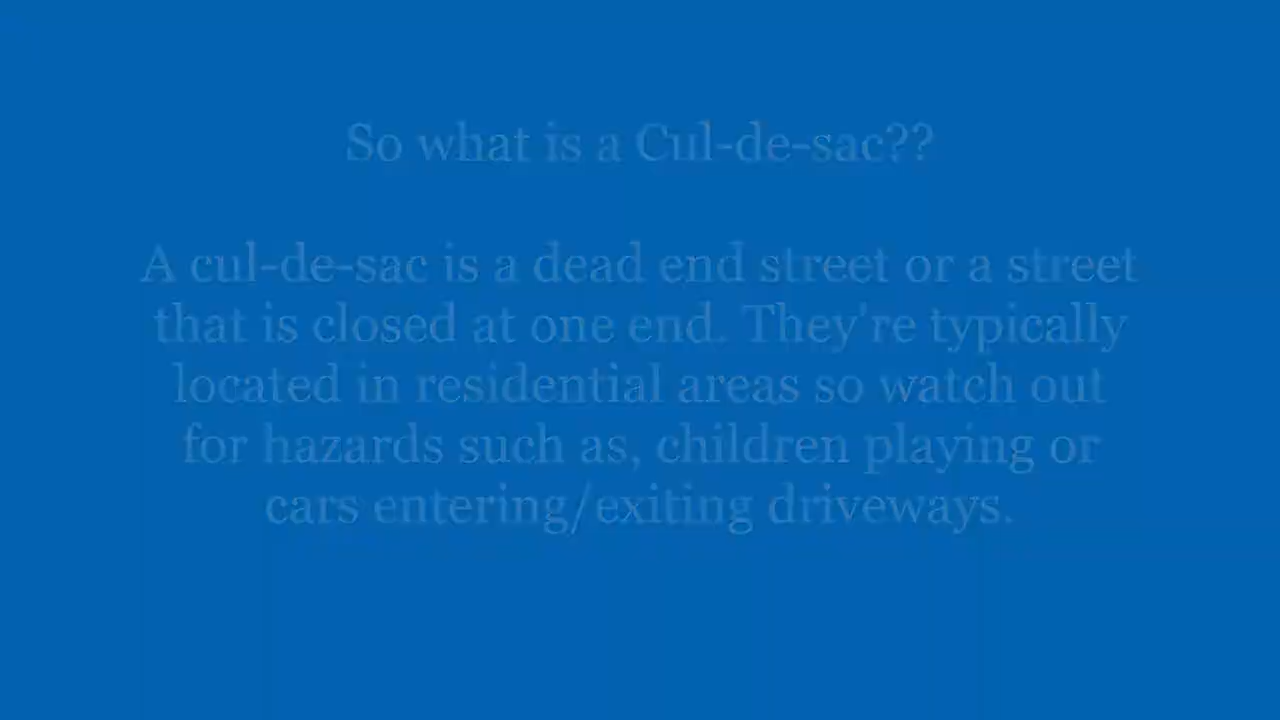 So what is a Cul-de-sac??
A cul-de-sac is a dead end street or a street
that is closed at one end. They're typically
located in residential areas so watch out
for hazards such as, children playing or
cars entering/exiting driveways.